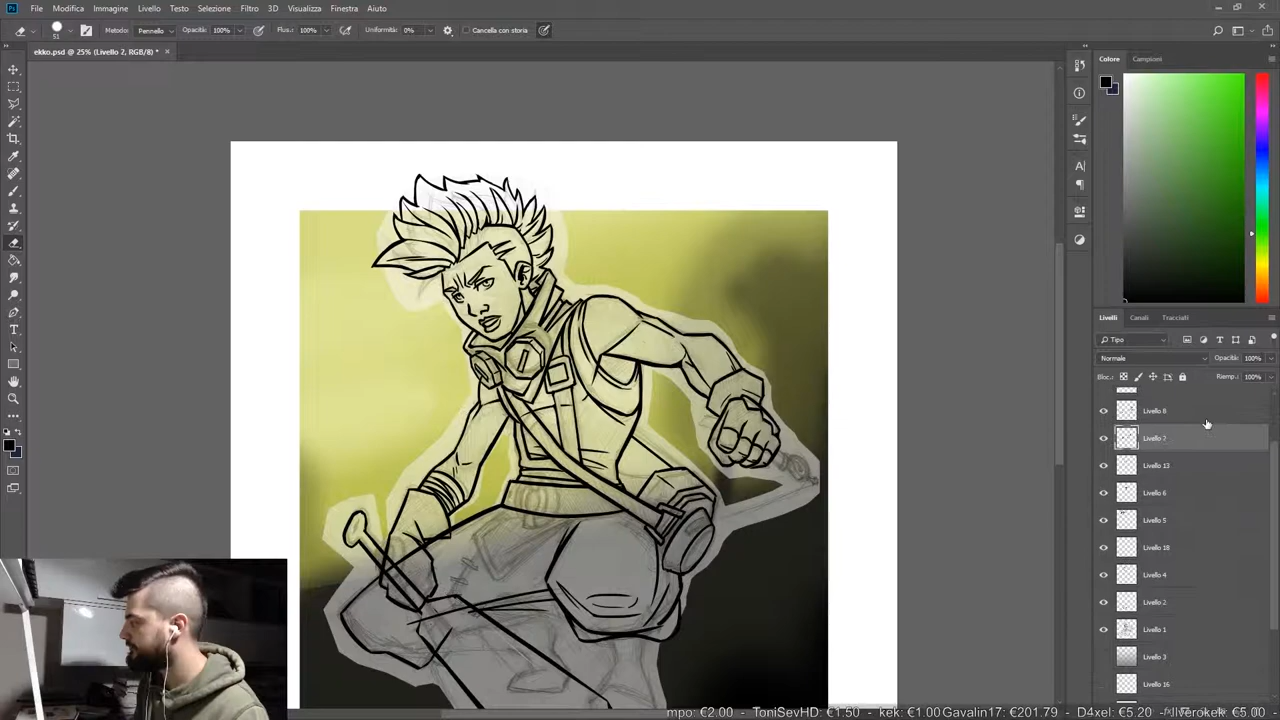 File Modifica Immagine Livello Testo Selezione Filtro 3D Visualizza Finestra Aiuto
51 Metodo: Pennello Opacità: 100% Flus.: 100% Uniformità: 0% Cancella con storia
ekko.psd @ 25% (Livello 2, RGB/8) * ×
Colore Campioni
Livelli Canali Tracciati
Tipo
Normale Opacità: 100%
Bloc.: Riemp.: 100%
Livello 8
Livello 7
Livello 13
Livello 6
Livello 5
Livello 18
Livello 4
Livello 2
Livello 1
Livello 3
Livello 16
mpo: €2.00 - ToniSevHD: €1.50 - kek: €1.00 Gavalin17: €201.79 - D4xel: €5.20 - €5.00